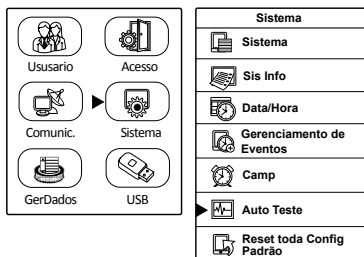 Ususario
Acesso
Comunic.
Sistema
GerDados
USB
Sistema
Sistema
Sis Info
Data/Hora
Gerenciamento de
Eventos
Camp
Auto Teste
Reset toda Config
Padrão